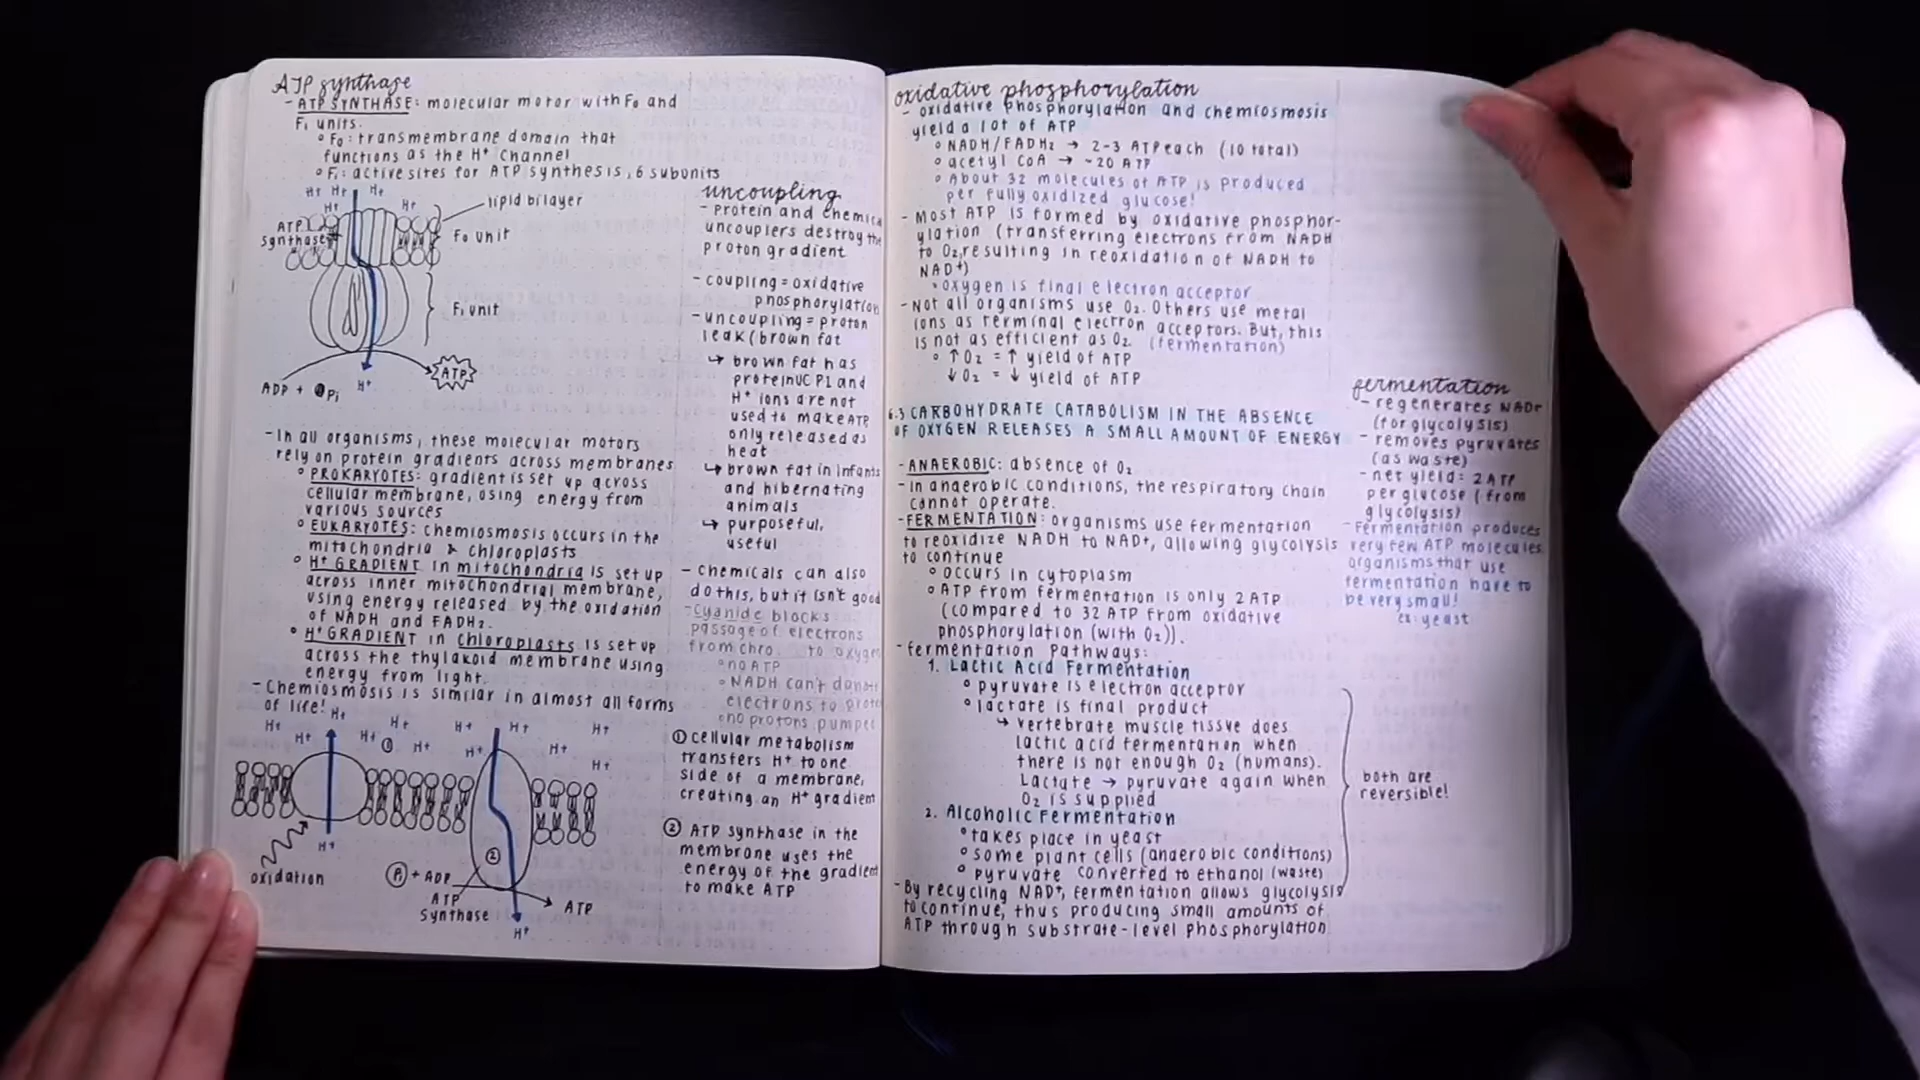 ATP synthase
- ATP SYNTHASE: molecular motor with F₀ and
F₁ units.
° F₀: transmembrane domain that
functions as the H⁺ channel
° F₁: active sites for ATP synthesis, 6 subunits
H⁺ H⁺ H⁺
H⁺ H⁺
lipid bilayer
ATP
synthase
F₀ unit
F₁ unit
ATP
ADP + Pi
H⁺
- In all organisms, these molecular motors
rely on protein gradients across membranes
° PROKARYOTES: gradient is set up across
cellular membrane, using energy from
various sources
° EUKARYOTES: chemiosmosis occurs in the
mitochondria & chloroplasts
° H⁺ GRADIENT in mitochondria is set up
across inner mitochondrial membrane,
using energy released by the oxidation
of NADH and FADH₂.
° H⁺ GRADIENT in chloroplasts is set up
across the thylakoid membrane using
energy from light.
- Chemiosmosis is similar in almost all forms
of life!
H⁺ H⁺ H⁺ H⁺ H⁺ H⁺
H⁺ H⁺ ① H⁺ H⁺ H⁺ H⁺
H⁺
oxidation
②
Ⓟ + ADP
ATP
synthase
ATP
H⁺
uncoupling
- Protein and chemica
uncouplers destroy the
proton gradient
- coupling = oxidative
phosphorylation
- uncoupling = proton
leak (brown fat
↳ brown fat has
protein UCP1 and
H⁺ ions are not
used to make ATP
only released as
heat
↳ brown fat in infants
and hibernating
animals
↳ purposeful,
useful
- Chemicals can also
do this, but it isn't good
- Cyanide blocks
passage of electrons
from chro... to oxygen
° no ATP
° NADH can't donate
electrons to
° no protons pumped
① cellular metabolism
transfers H⁺ to one
side of a membrane,
creating an H⁺ gradient
② ATP synthase in the
membrane uses the
energy of the gradient
to make ATP
oxidative phosphorylation
- oxidative phosphorylation and chemiosmosis
yield a lot of ATP
° NADH/FADH₂ → 2-3 ATP each (10 total)
° acetyl CoA → ~20 ATP
° About 32 molecules of ATP is produced
per fully oxidized glucose!
- Most ATP is formed by oxidative phosphor-
ylation (transferring electrons from NADH
to O₂, resulting in reoxidation of NADH to
NAD⁺)
° oxygen is final electron acceptor
- Not all organisms use O₂. Others use metal
ions as terminal electron acceptors. But, this
is not as efficient as O₂ (fermentation)
° ↑O₂ = ↑ yield of ATP
↓O₂ = ↓ yield of ATP
6.3 CARBOHYDRATE CATABOLISM IN THE ABSENCE
OF OXYGEN RELEASES A SMALL AMOUNT OF ENERGY
- ANAEROBIC: absence of O₂
- In anaerobic conditions, the respiratory chain
cannot operate.
- FERMENTATION: organisms use fermentation
to reoxidize NADH to NAD⁺, allowing glycolysis
to continue
° occurs in cytoplasm
° ATP from fermentation is only 2 ATP
(compared to 32 ATP from oxidative
phosphorylation (with O₂)).
- fermentation Pathways:
1. Lactic Acid Fermentation
° pyruvate is electron acceptor
° lactate is final product
↳ vertebrate muscle tissue does
lactic acid fermentation when
there is not enough O₂ (humans).
Lactate → pyruvate again when
O₂ is supplied
2. Alcoholic Fermentation
° takes place in yeast
° some plant cells (anaerobic conditions)
° pyruvate converted to ethanol (waste)
both are
reversible!
- By recycling NAD⁺, fermentation allows glycolysis
to continue, thus producing small amounts of
ATP through substrate-level phosphorylation
fermentation
- regenerates NAD⁺
(for glycolysis)
- removes pyruvates
(as waste)
- net yield: 2 ATP
per glucose (from
glycolysis)
- Fermentation produces
very few ATP molecules.
organisms that use
fermentation have to
be very small!
ex: yeast